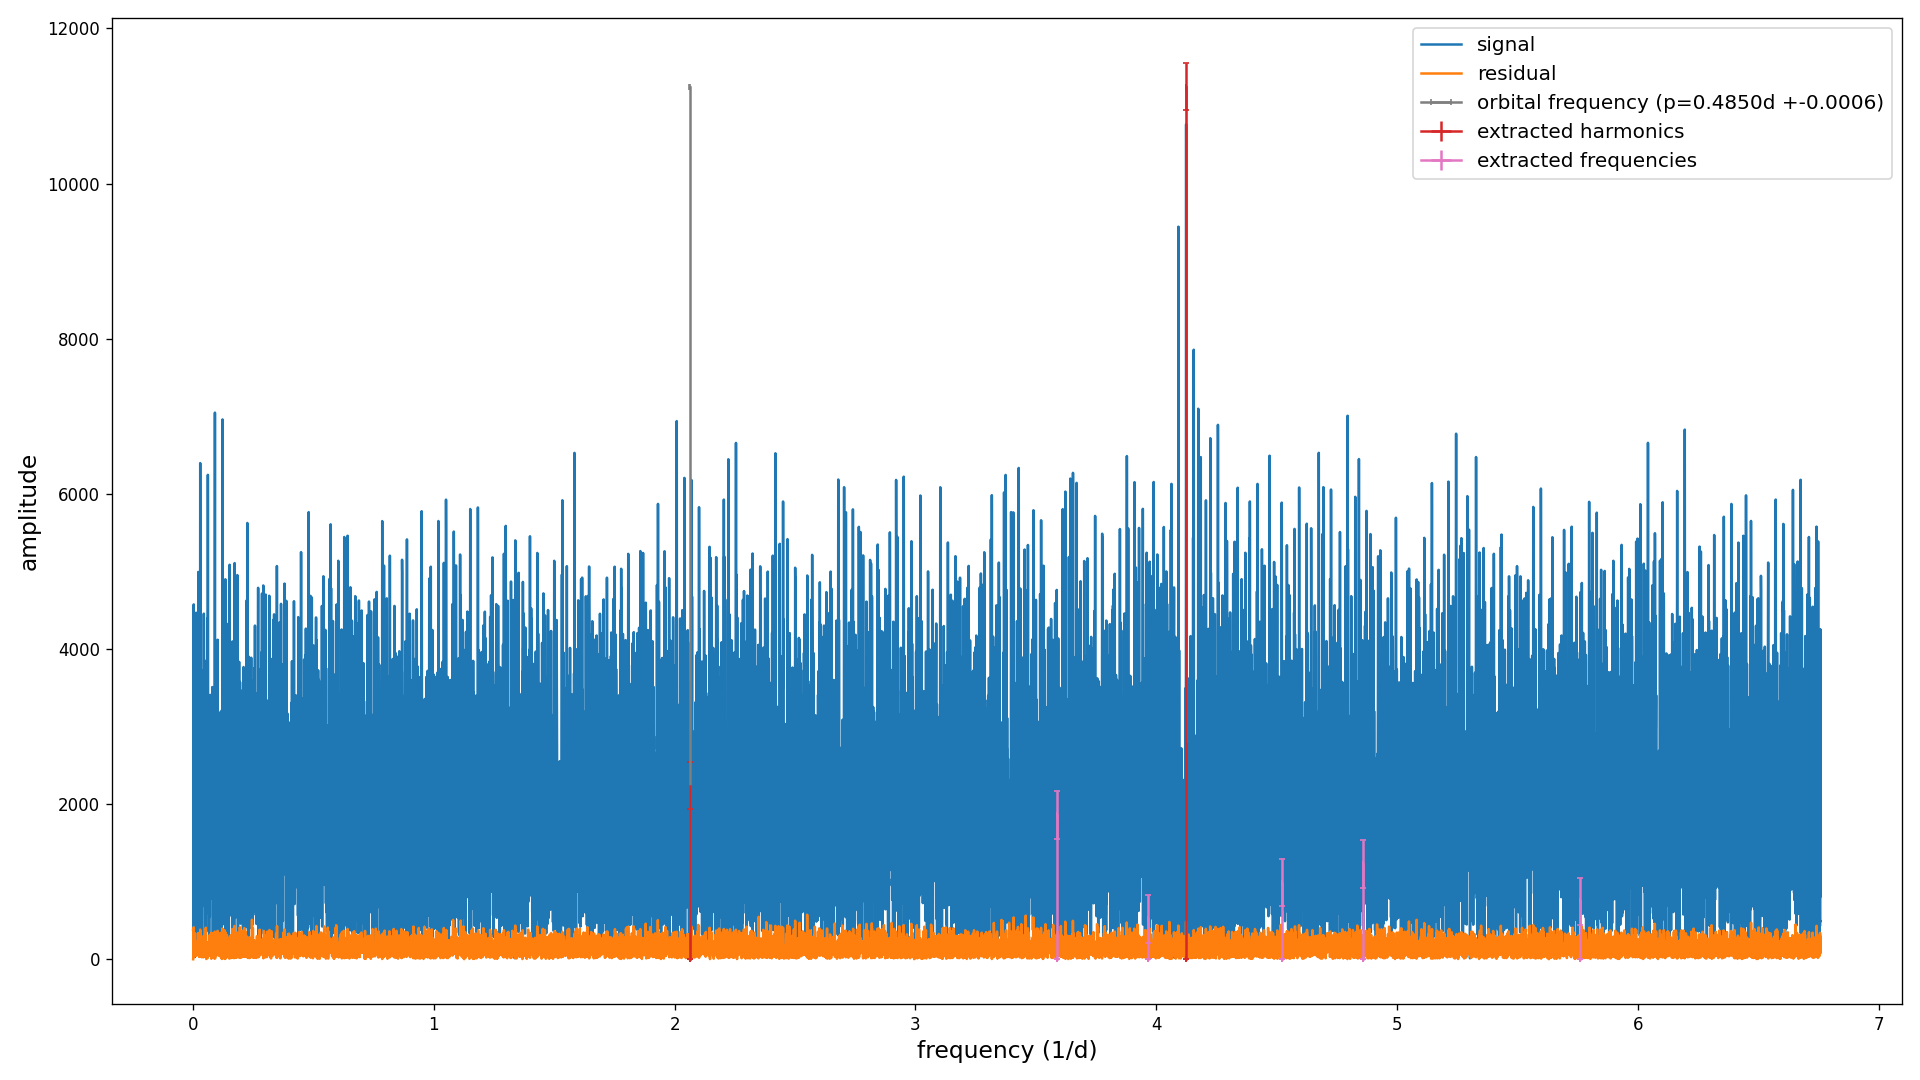 12000
10000
8000
6000
4000
2000
0
amplitude
0 1 2 3 4 5 6 7
frequency (1/d)
signal
residual
orbital frequency (p=0.4850d +-0.0006)
extracted harmonics
extracted frequencies